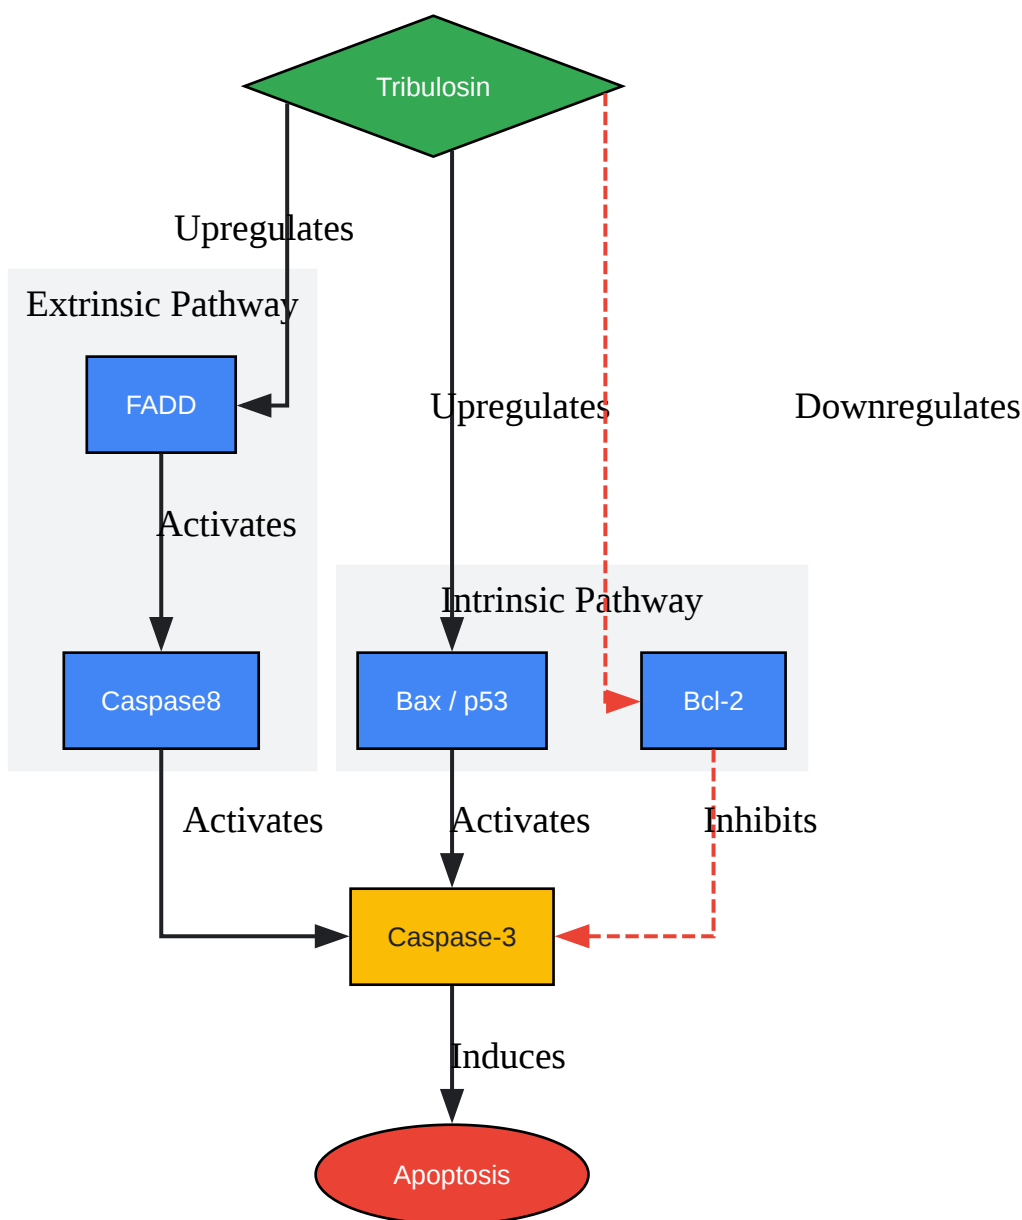 Tribulosin
Upregulates
Extrinsic Pathway
FADD
Upregulates
Downregulates
Activates
Intrinsic Pathway
Caspase8
Bax / p53
Bcl-2
Activates
Activates
Inhibits
Caspase-3
Induces
Apoptosis